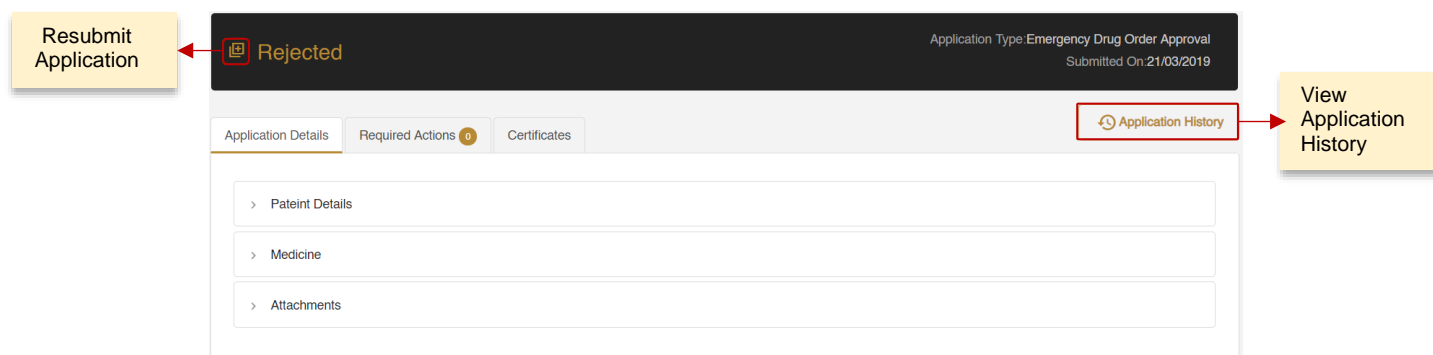 Resubmit
Application
Rejected
Application Type:Emergency Drug Order Approval
Submitted On:21/03/2019
Application Details
Required Actions 0
Certificates
Application History
View
Application
History
Pateint Details
Medicine
Attachments